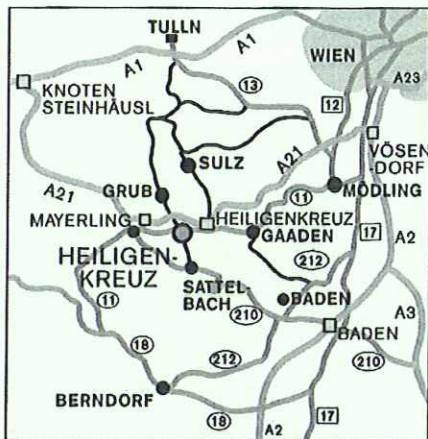 TULLN
A1
A1
WIEN
KNOTEN
STEINHÄUSL
13
12
A23
VÖSEN-
DORF
SULZ
A21
A21
GRUB
11
MÖDLING
MAYERLING
HEILIGENKREUZ
GAADEN
17
HEILIGEN-
KREUZ
212
A2
SATTEL-
BACH
BADEN
11
210
A3
BADEN
18
212
210
BERNDORF
18
17
A2